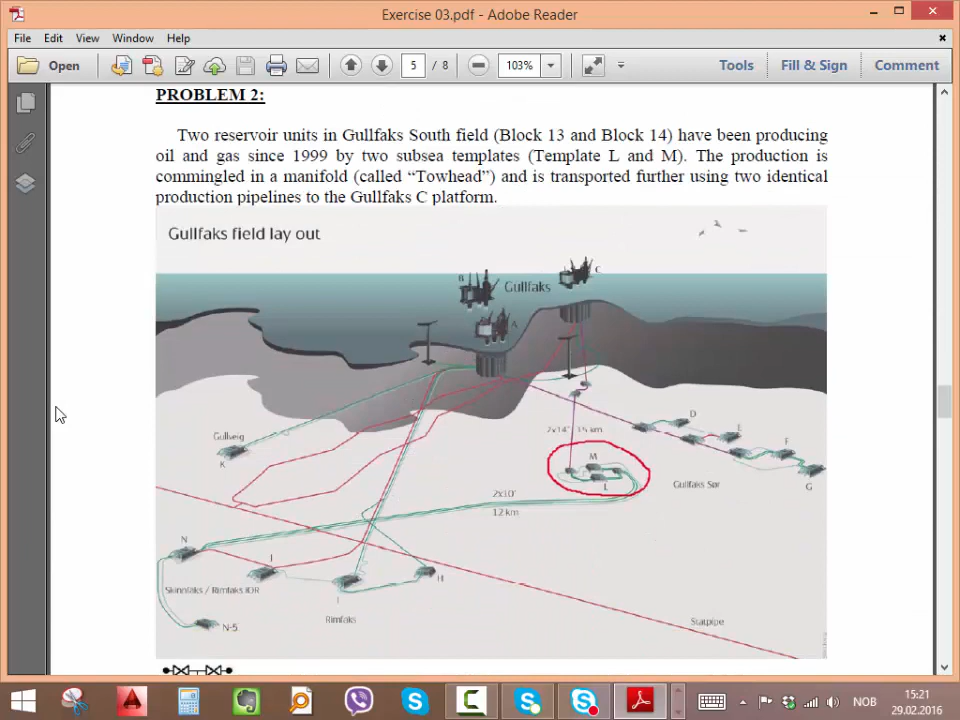 Exercise 03.pdf - Adobe Reader
File Edit View Window Help
Open 5 / 8 103% Tools Fill & Sign Comment
PROBLEM 2:
Two reservoir units in Gullfaks South field (Block 13 and Block 14) have been producing
oil and gas since 1999 by two subsea templates (Template L and M). The production is
commingled in a manifold (called “Towhead”) and is transported further using two identical
production pipelines to the Gullfaks C platform.
Gullfaks field lay out
B Gullfaks C
A
2x14" 15 km
D
E
F
G
Gullveig
K
M
L
Gullfaks Sør
2x10'
12 km
N
J
H
I
Skinnfaks / Rimfaks IOR
Rimfaks
N-5
Statpipe
NOB
15:21
29.02.2016